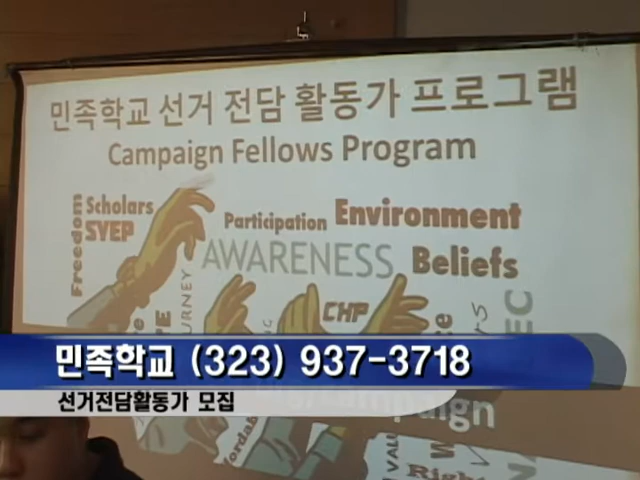 민족학교 선거 전담 활동가 프로그램
Campaign Fellows Program
Freedom
Scholars
SYEP
Participation
Environment
AWARENESS
Beliefs
CHP
민족학교 (323) 937-3718
선거전담활동가 모집